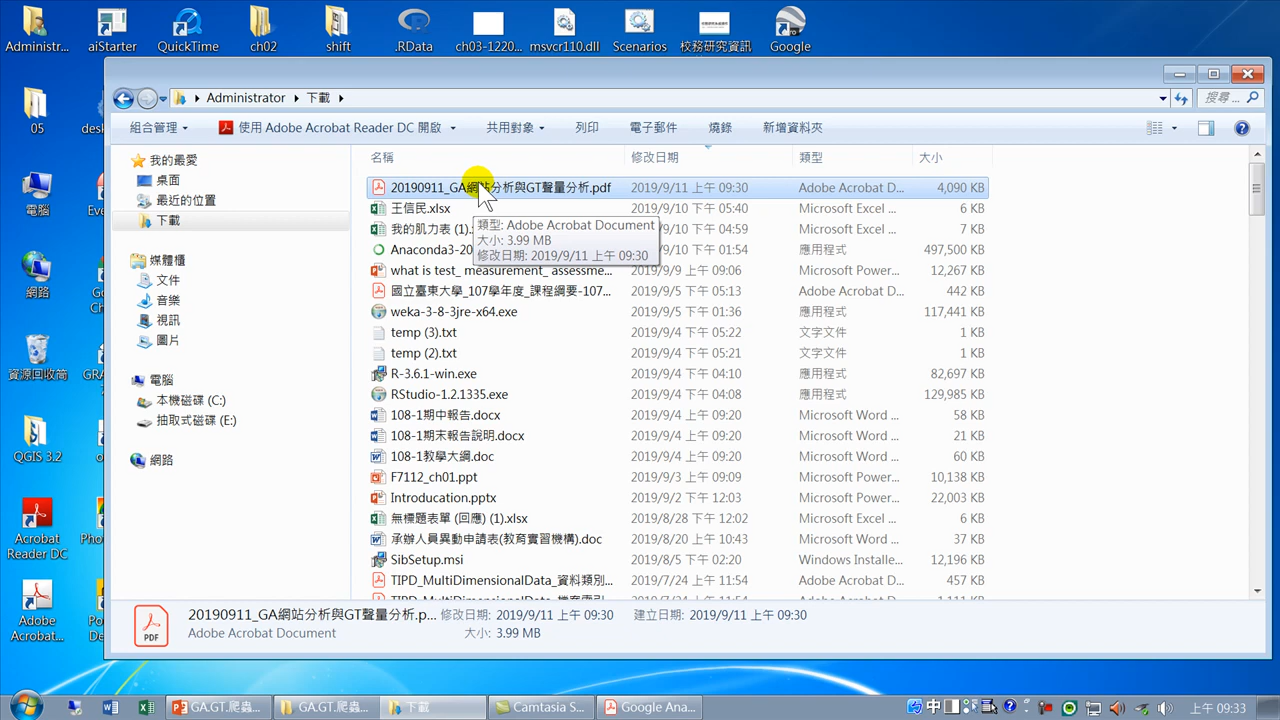 Administr...
aiStarter
QuickTime
ch02
shift
.RData
ch03-1220...
msvcr110.dll
Scenarios
校務研究資訊
Google
05
電腦
網路
資源回收筒
QGIS 3.2
Acrobat
Reader DC
Adobe
Acrobat...
Administrator
下載
搜尋 ...
組合管理
使用 Adobe Acrobat Reader DC 開啟
共用對象
列印
電子郵件
燒錄
新增資料夾
我的最愛
桌面
最近的位置
下載
媒體櫃
文件
音樂
視訊
圖片
電腦
本機磁碟 (C:)
抽取式磁碟 (E:)
網路
名稱 修改日期 類型 大小
20190911_GA網站分析與GT聲量分析.pdf 2019/9/11 上午 09:30 Adobe Acrobat D... 4,090 KB
王信民.xlsx 2019/9/10 下午 05:40 Microsoft Excel ... 6 KB
我的肌力表 (1). 2019/9/10 下午 04:59 Microsoft Excel ... 7 KB
Anaconda3-20 9/10 下午 01:54 應用程式 497,500 KB
類型: Adobe Acrobat Document
大小: 3.99 MB
修改日期: 2019/9/11 上午 09:30
what is test_ measurement_ assessme... 2019/9/9 上午 09:06 Microsoft Power... 12,267 KB
國立臺東大學_107學年度_課程綱要-107... 2019/9/5 下午 05:13 Adobe Acrobat D... 442 KB
weka-3-8-3jre-x64.exe 2019/9/5 下午 01:36 應用程式 117,441 KB
temp (3).txt 2019/9/4 下午 05:22 文字文件 1 KB
temp (2).txt 2019/9/4 下午 05:21 文字文件 1 KB
R-3.6.1-win.exe 2019/9/4 下午 04:10 應用程式 82,697 KB
RStudio-1.2.1335.exe 2019/9/4 下午 04:08 應用程式 129,985 KB
108-1期中報告.docx 2019/9/4 上午 09:20 Microsoft Word ... 58 KB
108-1期末報告說明.docx 2019/9/4 上午 09:20 Microsoft Word ... 21 KB
108-1教學大綱.doc 2019/9/4 上午 09:20 Microsoft Word ... 60 KB
F7112_ch01.ppt 2019/9/3 上午 09:09 Microsoft Power... 10,138 KB
Introducation.pptx 2019/9/2 下午 12:03 Microsoft Power... 22,003 KB
無標題表單 (回應) (1).xlsx 2019/8/28 下午 12:02 Microsoft Excel ... 6 KB
承辦人員異動申請表(教育實習機構).doc 2019/8/20 上午 10:43 Microsoft Word ... 37 KB
SibSetup.msi 2019/8/5 下午 02:20 Windows Installe... 12,196 KB
TIPD_MultiDimensionalData_資料類別... 2019/7/24 上午 11:54 Adobe Acrobat D... 457 KB
20190911_GA網站分析與GT聲量分析.p... 修改日期: 2019/9/11 上午 09:30 建立日期: 2019/9/11 上午 09:30
Adobe Acrobat Document 大小: 3.99 MB
PDF
GA.GT.爬蟲...
GA.GT.爬蟲...
下載
Camtasia S...
Google Ana...
中
上午 09:33